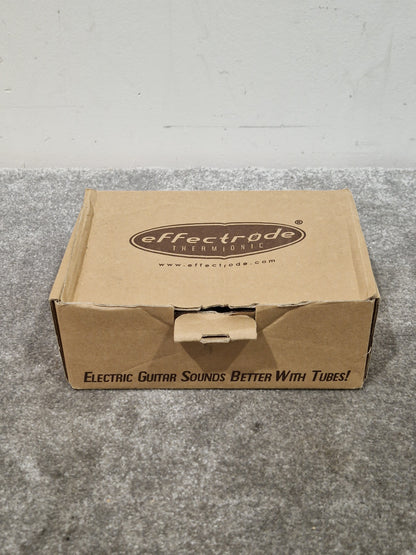 ®
effectrode
THERMIONIC
www.effectrode.com
ELECTRIC GUITAR SOUNDS BETTER WITH TUBES!